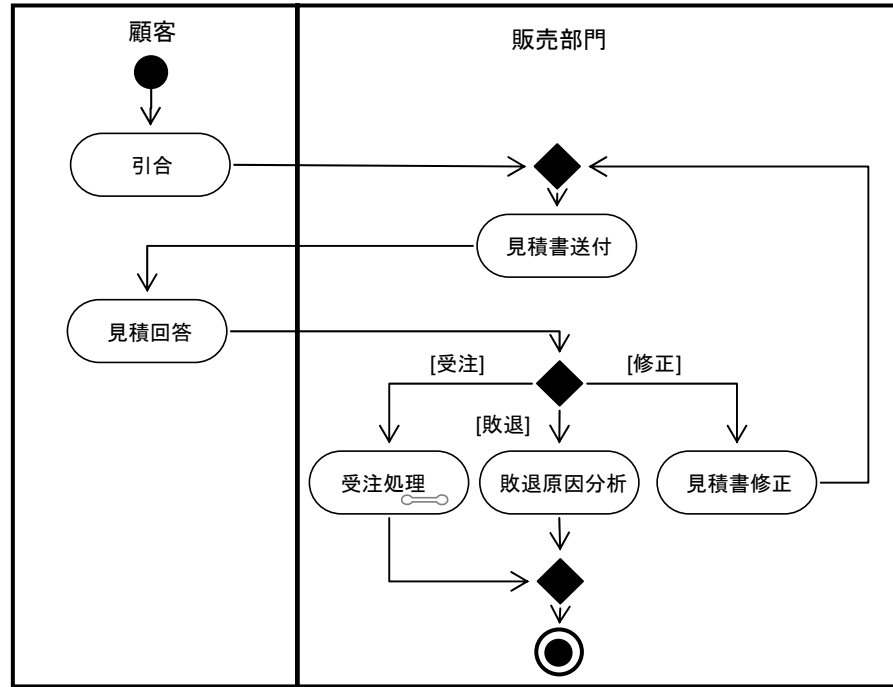 顧客
販売部門
引合
見積書送付
見積回答
[受注]
[修正]
[敗退]
受注処理
敗退原因分析
見積書修正